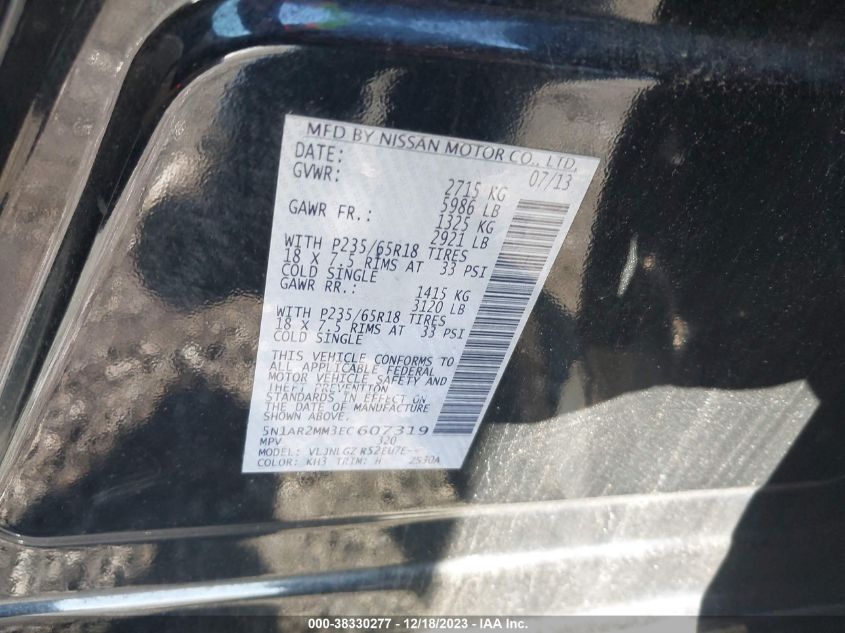 MFD BY NISSAN MOTOR CO., LTD.
DATE: 07/13
GVWR: 2715 KG
5986 LB
GAWR FR.: 1325 KG
2921 LB
WITH P235/65R18 TIRES
18 X 7.5 RIMS AT 33 PSI
COLD SINGLE
GAWR RR.: 1415 KG
3120 LB
WITH P235/65R18 TIRES
18 X 7.5 RIMS AT 33 PSI
COLD SINGLE
THIS VEHICLE CONFORMS TO
ALL APPLICABLE FEDERAL
MOTOR VEHICLE SAFETY AND
THEFT PREVENTION
STANDARDS IN EFFECT ON
THE DATE OF MANUFACTURE
SHOWN ABOVE.
5N1AR2MM3EC607319
MPV 320
MODEL: VLJNLGZ R52EU7E--
COLOR: KH3 TRIM: H 2530A
000-38330277 - 12/18/2023 - IAA Inc.